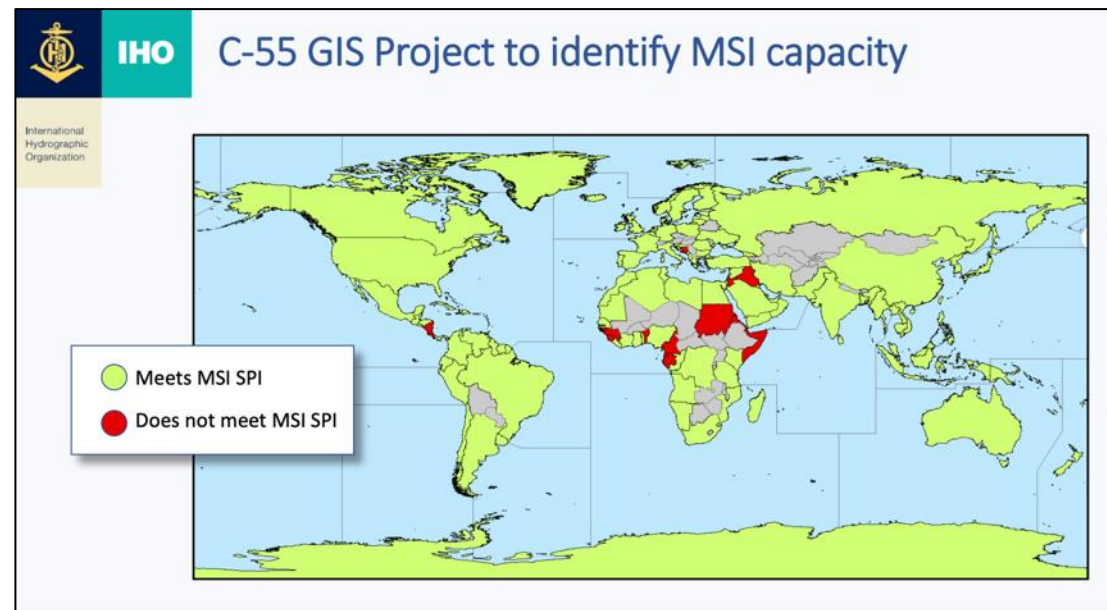 IHO
C-55 GIS Project to identify MSI capacity
International
Hydrographic
Organization
Meets MSI SPI
Does not meet MSI SPI